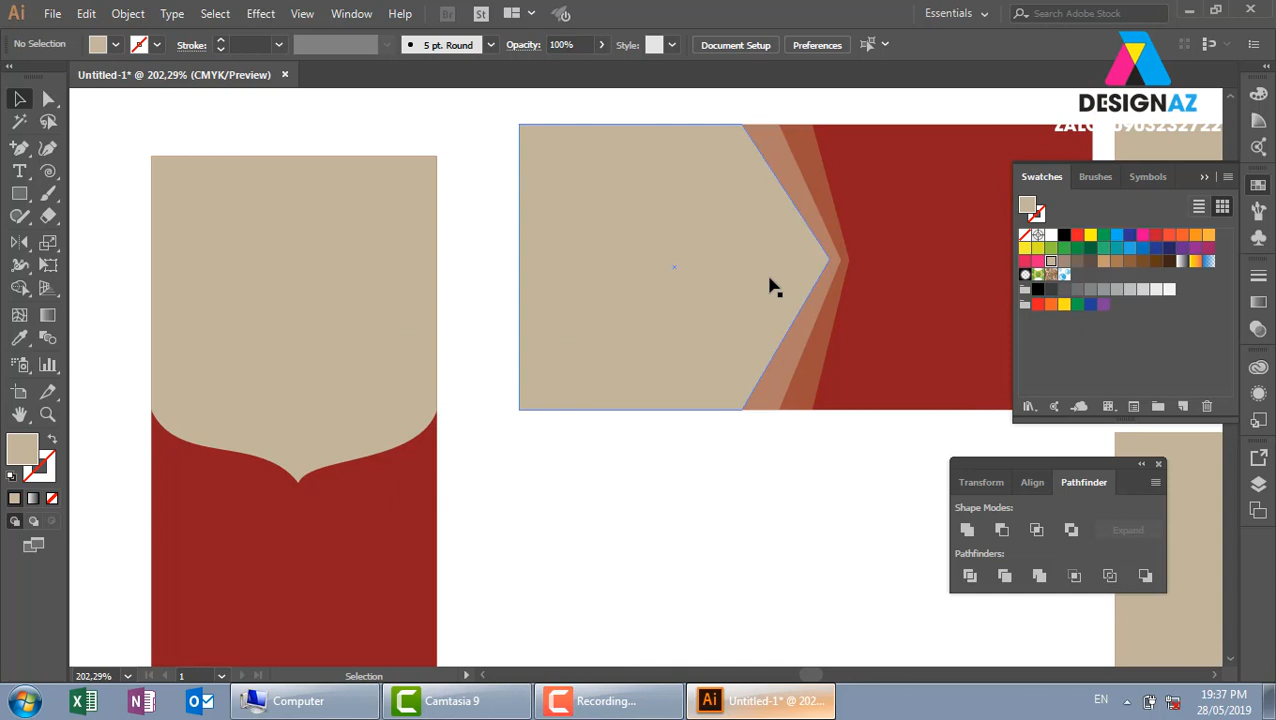 Ai File Edit Object Type Select Effect View Window Help Br St Essentials Search Adobe Stock
No Selection Stroke: 5 pt. Round Opacity: 100% Style: Document Setup Preferences
Untitled-1* @ 202,29% (CMYK/Preview)
DESIGNAZ
Swatches Brushes Symbols
Transform Align Pathfinder
Shape Modes:
Expand
Pathfinders:
202,29% 1 Selection
Computer Camtasia 9 Recording... Ai Untitled-1* @ 202... EN 19:37 PM
28/05/2019